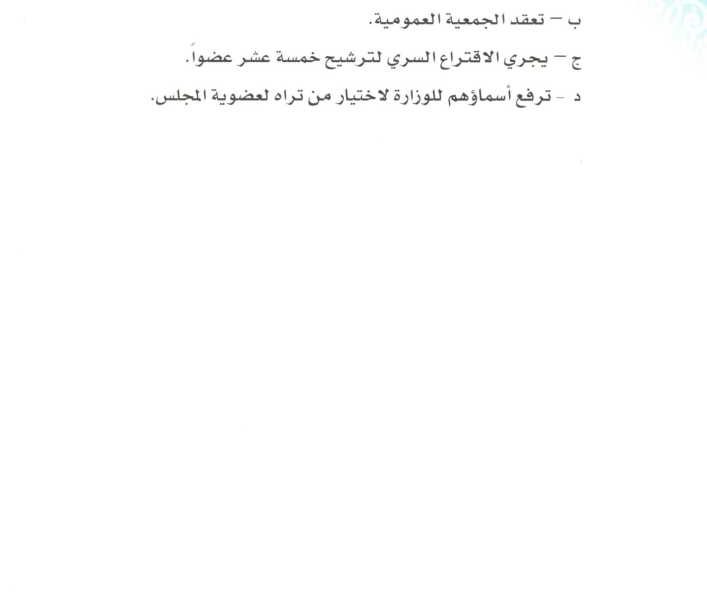 ب – تعقد الجمعية العمومية.
ج – يجري الاقتراع السري لترشيح خمسة عشر عضواً.
د - ترفع أسماؤهم للوزارة لاختيار من تراه لعضوية المجلس.